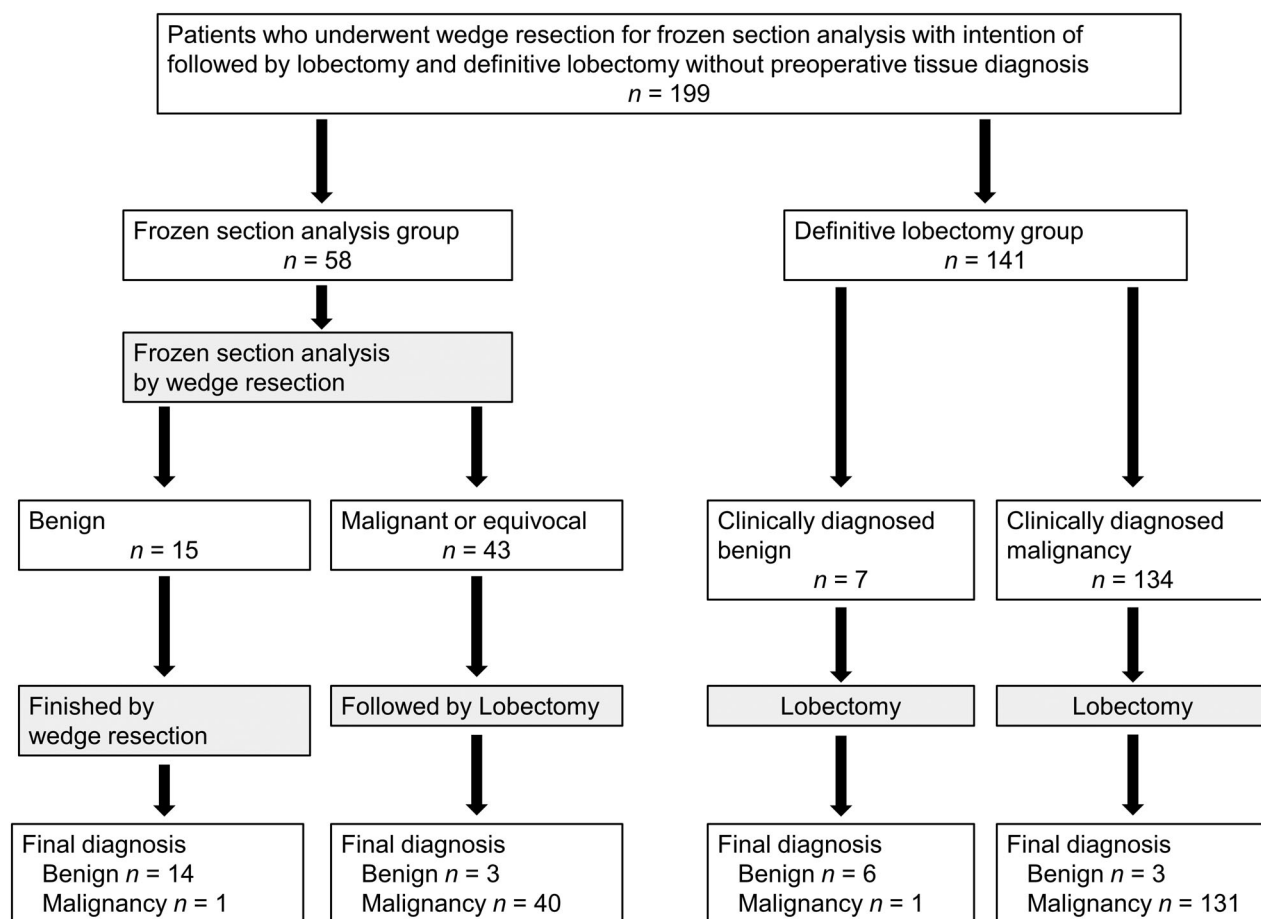 Patients who underwent wedge resection for frozen section analysis with intention of
followed by lobectomy and definitive lobectomy without preoperative tissue diagnosis
n = 199
Frozen section analysis group
n = 58
Definitive lobectomy group
n = 141
Frozen section analysis
by wedge resection
Benign
n = 15
Malignant or equivocal
n = 43
Clinically diagnosed
benign
n = 7
Clinically diagnosed
malignancy
n = 134
Finished by
wedge resection
Followed by Lobectomy
Lobectomy
Lobectomy
Final diagnosis
Benign n = 14
Malignancy n = 1
Final diagnosis
Benign n = 3
Malignancy n = 40
Final diagnosis
Benign n = 6
Malignancy n = 1
Final diagnosis
Benign n = 3
Malignancy n = 131